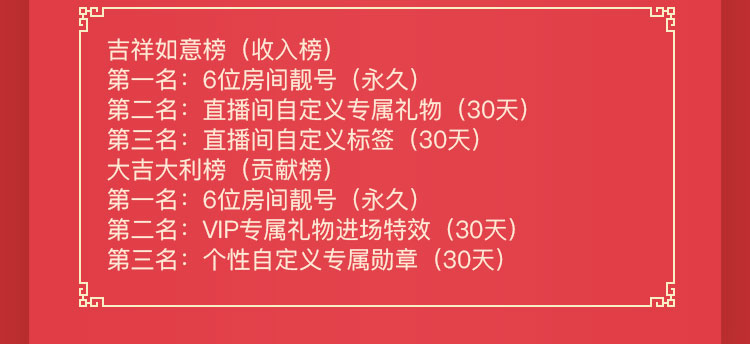 吉祥如意榜（收入榜）
第一名：6位房间靓号（永久）
第二名：直播间自定义专属礼物（30天）
第三名：直播间自定义标签（30天）
大吉大利榜（贡献榜）
第一名：6位房间靓号（永久）
第二名：VIP专属礼物进场特效（30天）
第三名：个性自定义专属勋章（30天）